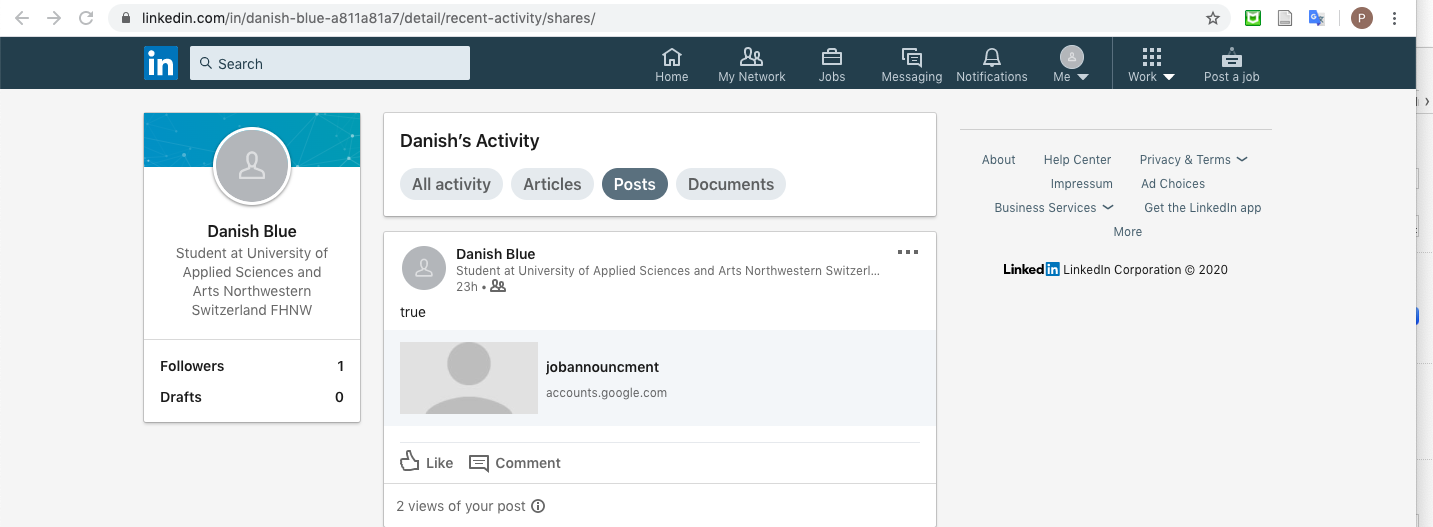 linkedin.com/in/danish-blue-a811a81a7/detail/recent-activity/shares/
P
in
Search
Home
My Network
Jobs
Messaging
Notifications
Me
Work
Post a job
Danish Blue
Student at University of
Applied Sciences and
Arts Northwestern
Switzerland FHNW
Followers 1
Drafts 0
Danish’s Activity
All activity
Articles
Posts
Documents
Danish Blue
Student at University of Applied Sciences and Arts Northwestern Switzerl...
23h •
true
jobannouncment
accounts.google.com
Like
Comment
2 views of your post
About Help Center Privacy & Terms
Impressum Ad Choices
Business Services Get the LinkedIn app
More
LinkedIn LinkedIn Corporation © 2020